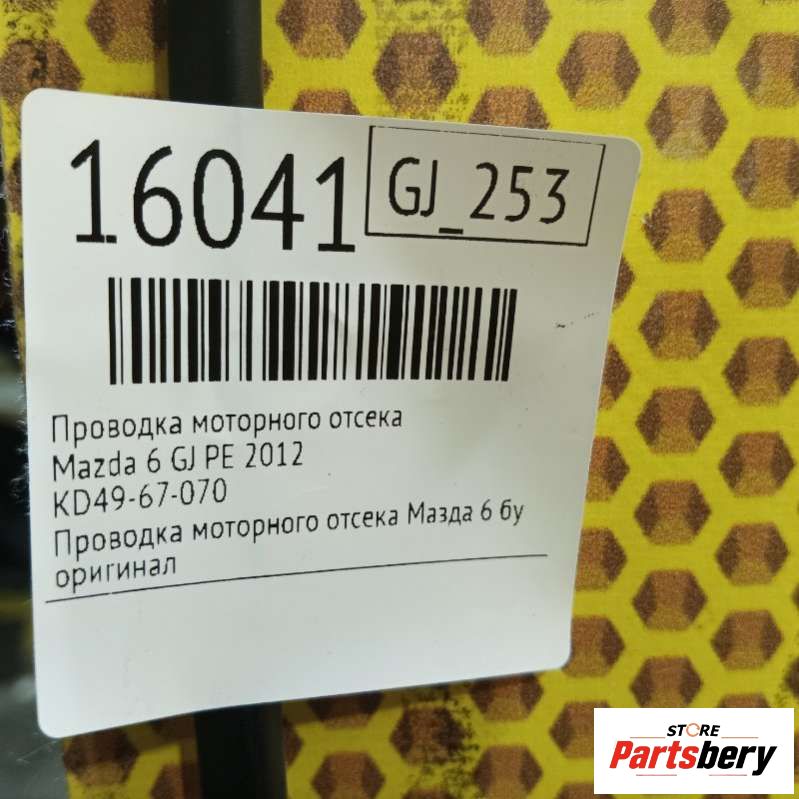 16041
GJ_253
Проводка моторного отсека
Mazda 6 GJ PE 2012
KD49-67-070
Проводка моторного отсека Мазда 6 бу
оригинал
STORE
Partsbery